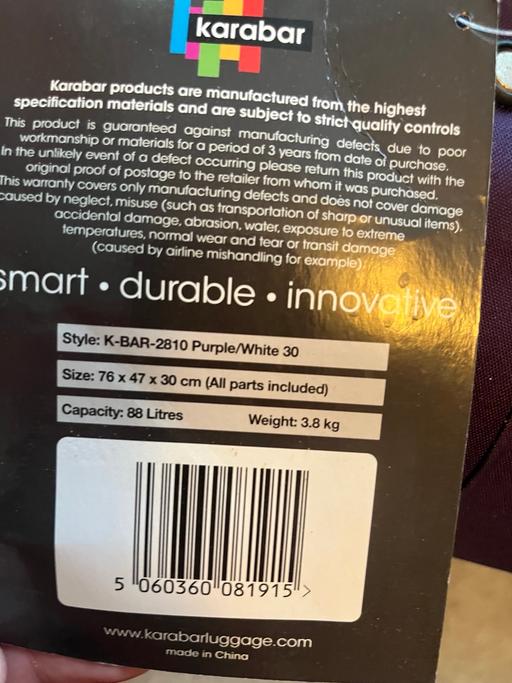 karabar
Karabar products are manufactured from the highest
specification materials and are subject to strict quality controls
This product is guaranteed against manufacturing defects due to poor
workmanship or materials for a period of 3 years from date of purchase.
In the unlikely event of a defect occurring please return this product with the
original proof of postage to the retailer from whom it was purchased.
This warranty covers only manufacturing defects and does not cover damage
caused by neglect, misuse (such as transportation of sharp or unusual items),
accidental damage, abrasion, water, exposure to extreme
temperatures, normal wear and tear or transit damage
(caused by airline mishandling for example)
smart • durable • innovative
Style: K-BAR-2810 Purple/White 30
Size: 76 x 47 x 30 cm (All parts included)
Capacity: 88 Litres Weight: 3.8 kg
5 060360 081915 >
www.karabarluggage.com
made in China